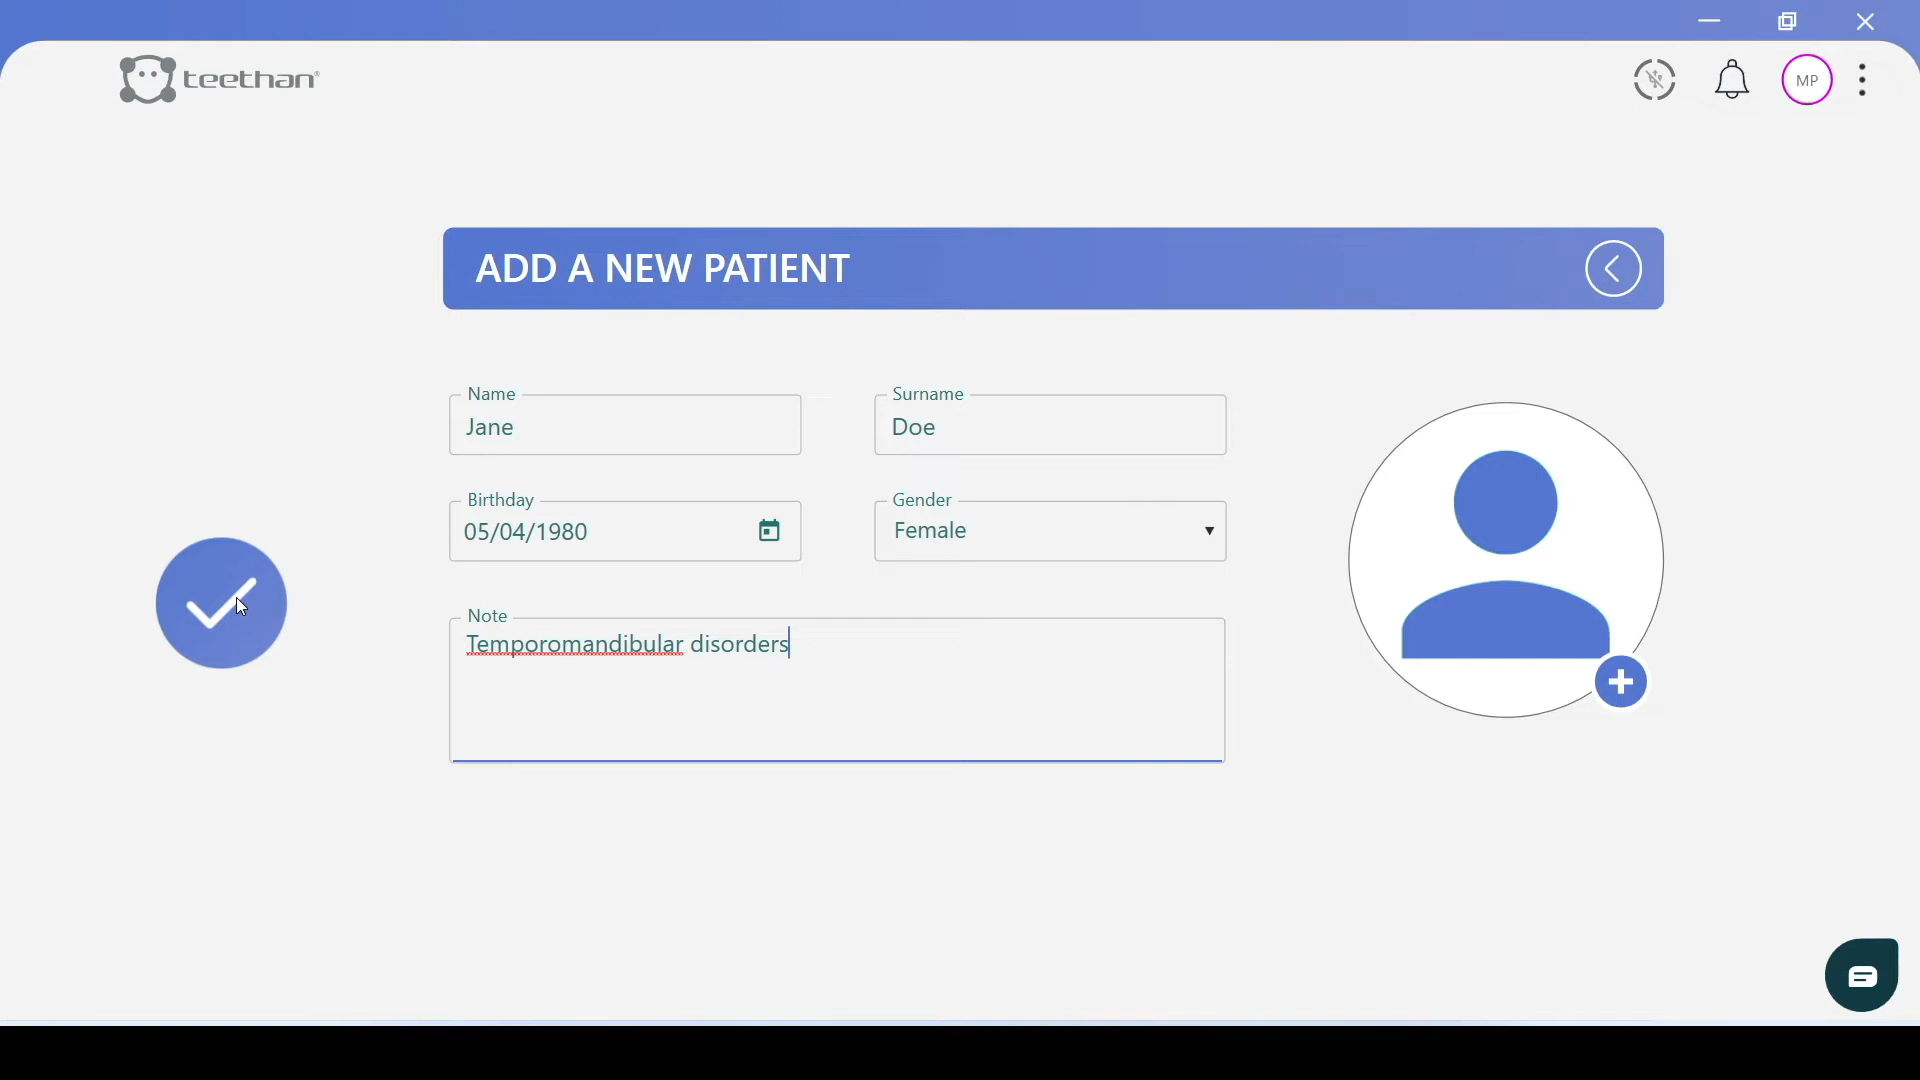 teethan®
MP
ADD A NEW PATIENT
Name
Jane
Surname
Doe
Birthday
05/04/1980
Gender
Female
Note
Temporomandibular disorders